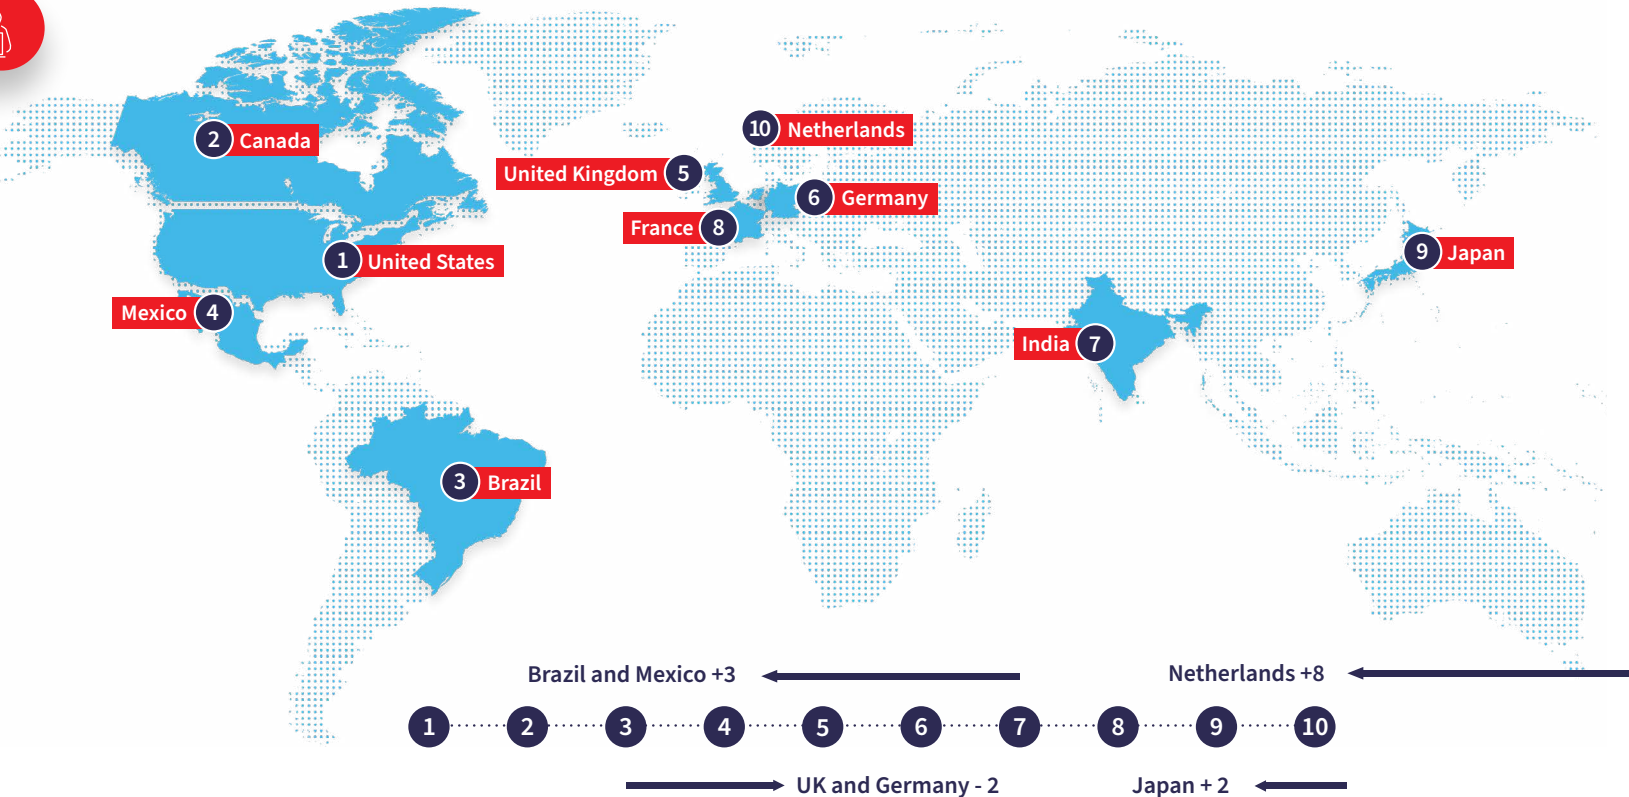 10 Netherlands
2 Canada
United Kingdom 5
6 Germany
France 8
9 Japan
1 United States
Mexico 4
India 7
3 Brazil
Brazil and Mexico +3
Netherlands +8
1 2 3 4 5 6 7 8 9 10
UK and Germany - 2
Japan + 2